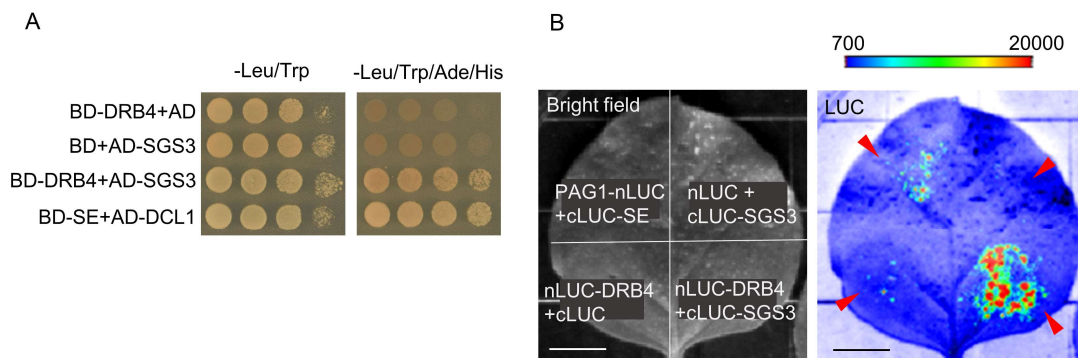 A
B
700
20000
-Leu/Trp
-Leu/Trp/Ade/His
BD-DRB4+AD
BD+AD-SGS3
BD-DRB4+AD-SGS3
BD-SE+AD-DCL1
Bright field
LUC
PAG1-nLUC
+cLUC-SE
nLUC +
cLUC-SGS3
nLUC-DRB4
+cLUC
nLUC-DRB4
+cLUC-SGS3